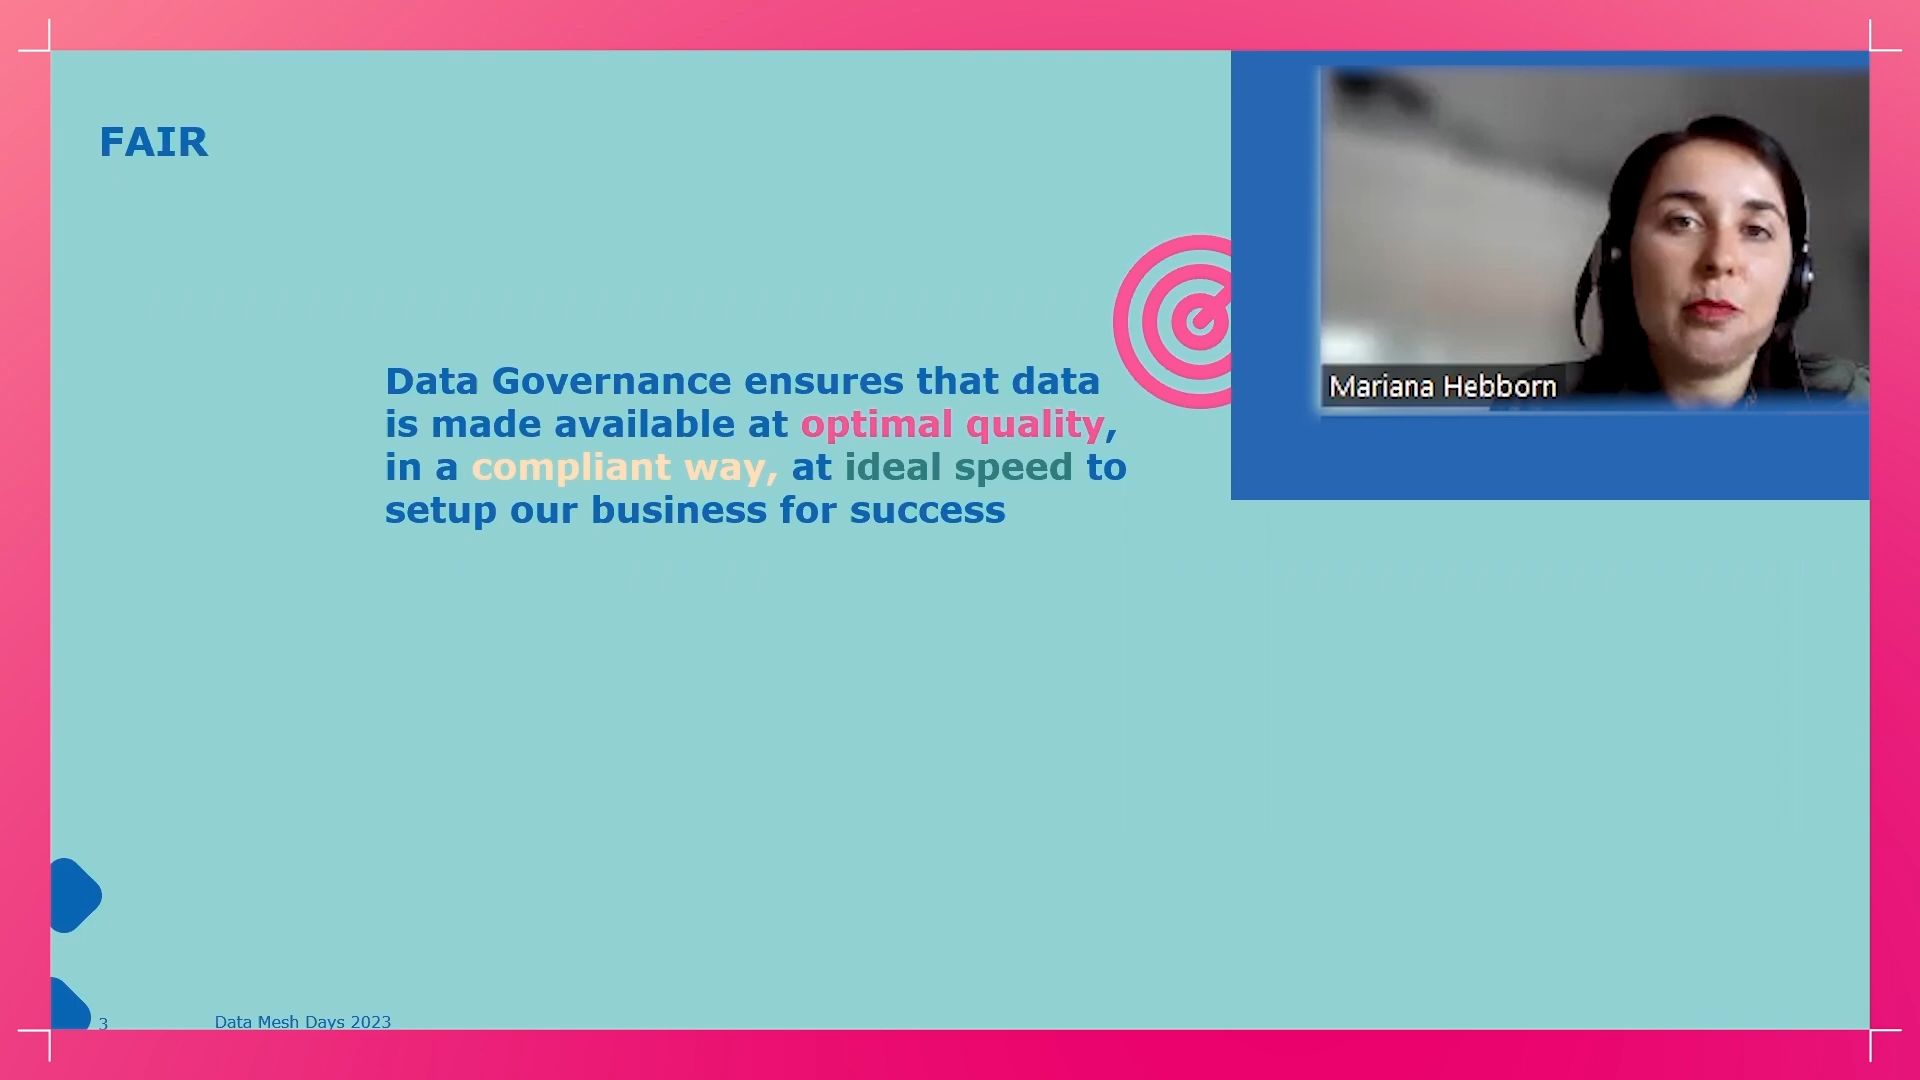 FAIR
Data Governance ensures that data
is made available at optimal quality,
in a compliant way, at ideal speed to
setup our business for success
Mariana Hebborn
3
Data Mesh Days 2023